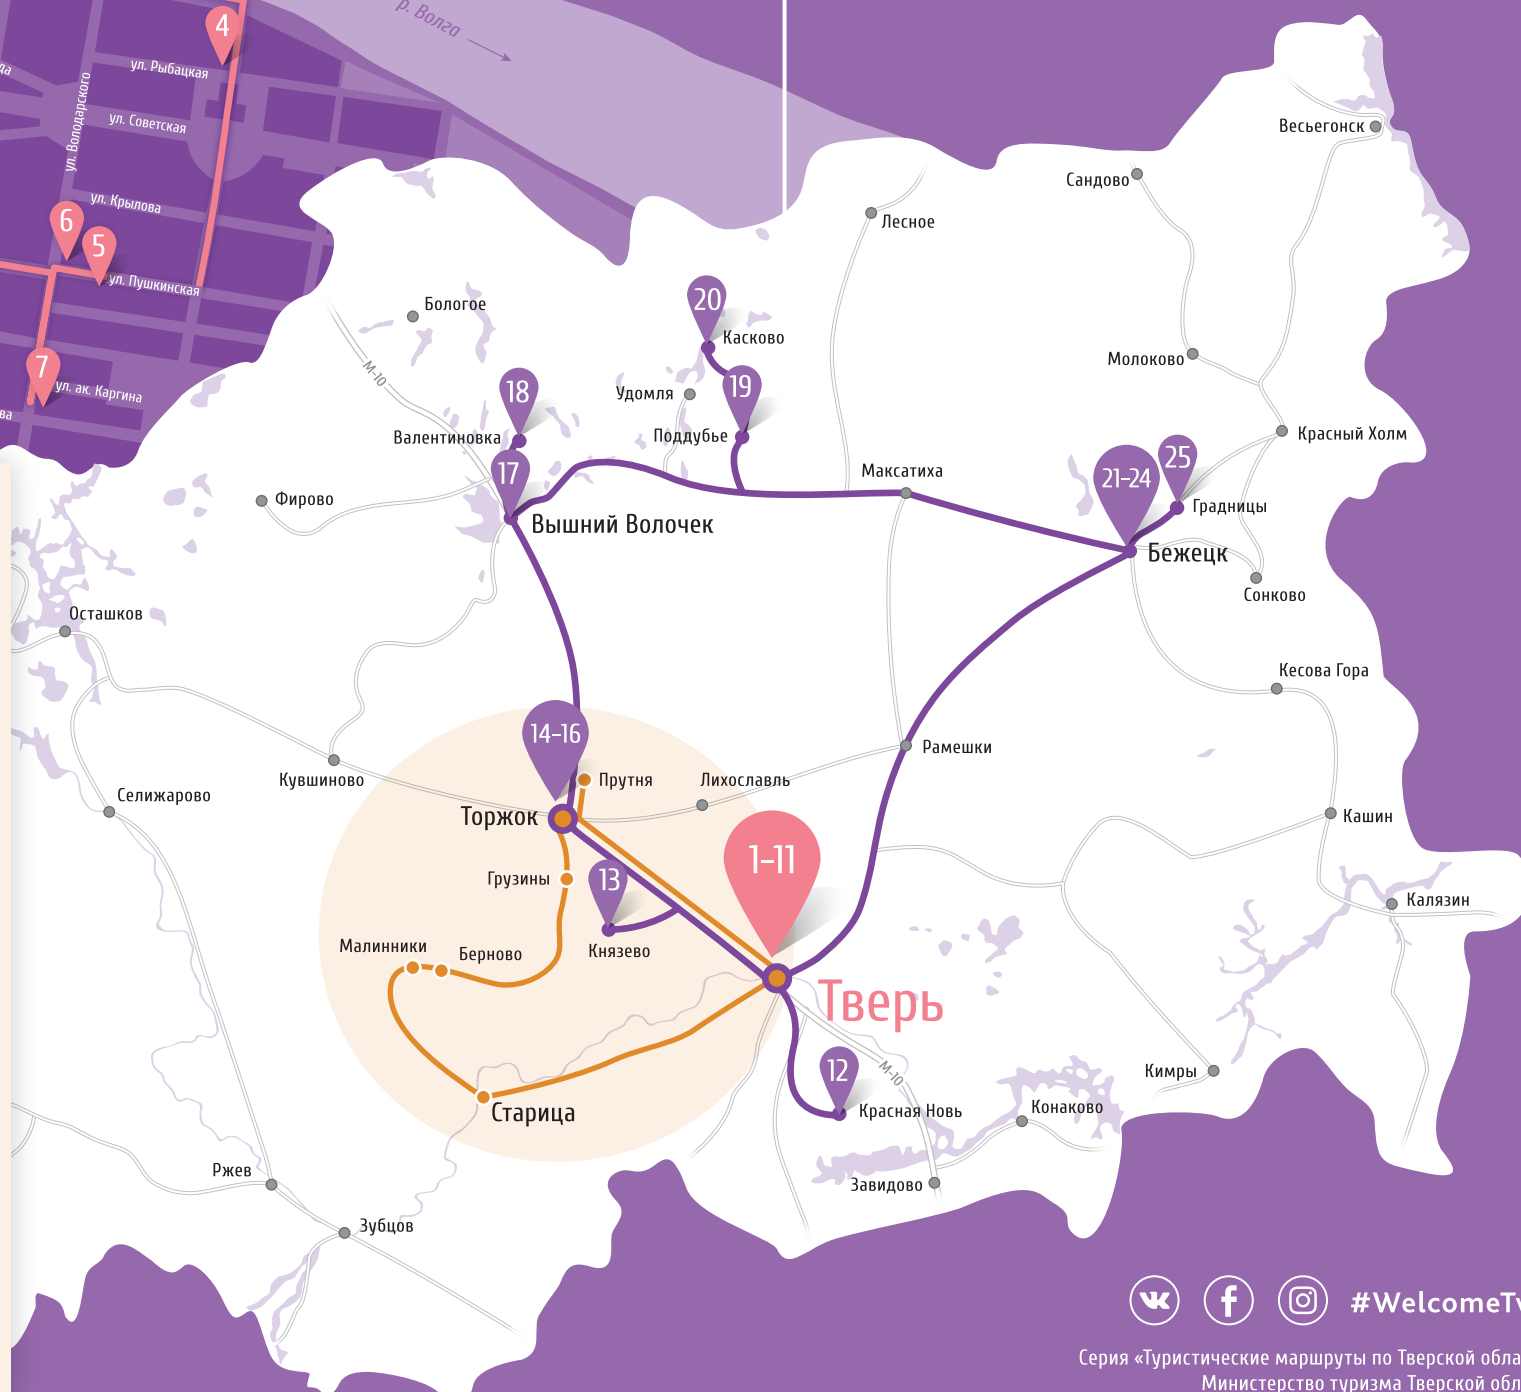 р. Волга
4
ул. Рыбацкая
ул. Володарского
ул. Советская
ул. Крылова
6
5
ул. Пушкинская
7
ул. ак. Каргина
Весьегонск
Сандово
Лесное
Бологое
20
Касково
М-10
Молоково
18
19
Удомля
Валентиновка
Поддубье
Красный Холм
17
Максатиха
21–24
25
Фирово
Градницы
Вышний Волочек
Бежецк
Сонково
Осташков
Кесова Гора
14–16
Рамешки
Кувшиново
Прутня
Лихославль
Селижарово
Торжок
Кашин
1–11
Грузины
13
Калязин
Малинники
Берново
Князево
Тверь
12
М-10
Кимры
Старица
Красная Новь
Конаково
Ржев
Завидово
Зубцов
#WelcomeTv
Серия «Туристические маршруты по Тверской обла
Министерство туризма Тверской обл